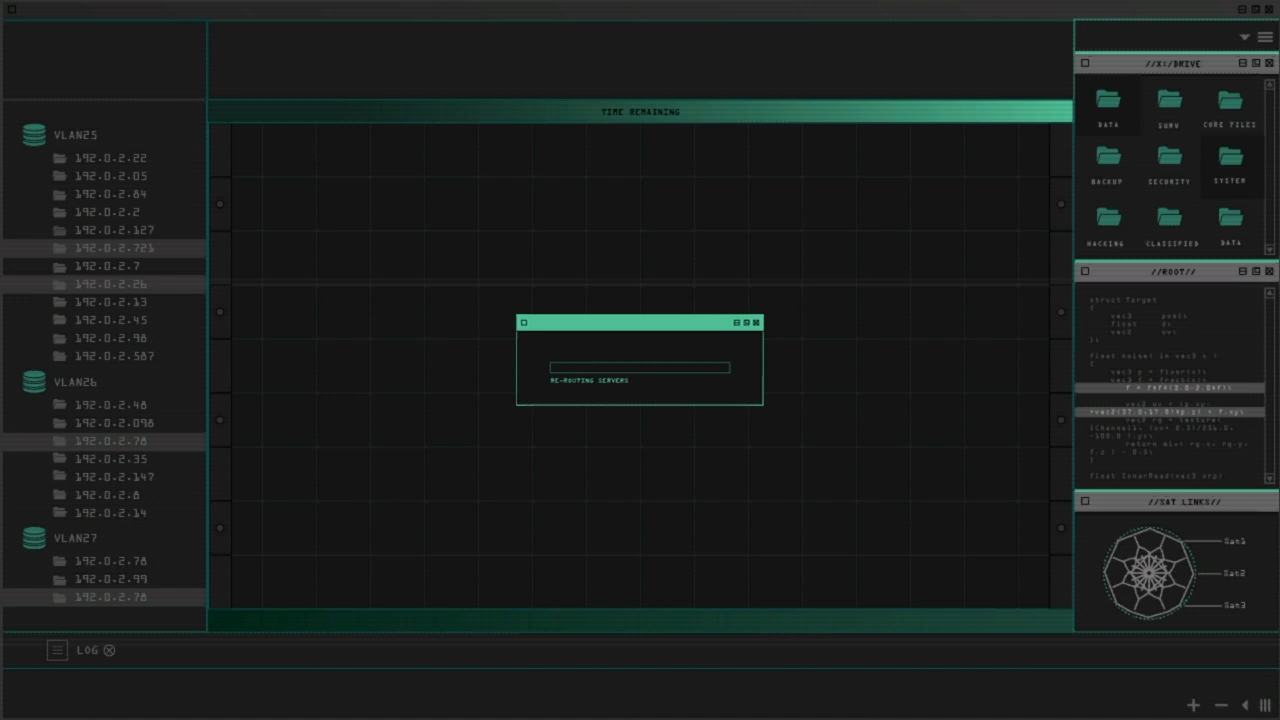 TIME REMAINING
VLAN25
192.0.2.22
192.0.2.05
192.0.2.84
192.0.2.2
192.0.2.127
192.0.2.721
192.0.2.7
192.0.2.26
192.0.2.13
192.0.2.45
192.0.2.98
192.0.2.587
VLAN26
192.0.2.48
192.0.2.098
192.0.2.78
192.0.2.35
192.0.2.147
192.0.2.8
192.0.2.14
VLAN27
192.0.2.78
192.0.2.99
192.0.2.78
LOG
RE-ROUTING SERVERS
//X:/DRIVE
DATA SURV CORE FILES
BACKUP SECURITY SYSTEM
HACKING CLASSIFIED DATA
//ROOT//
struct Target
{
vec3
float
vec2
};
{
return
}
//SAT LINKS//
Sat1
Sat2
Sat3